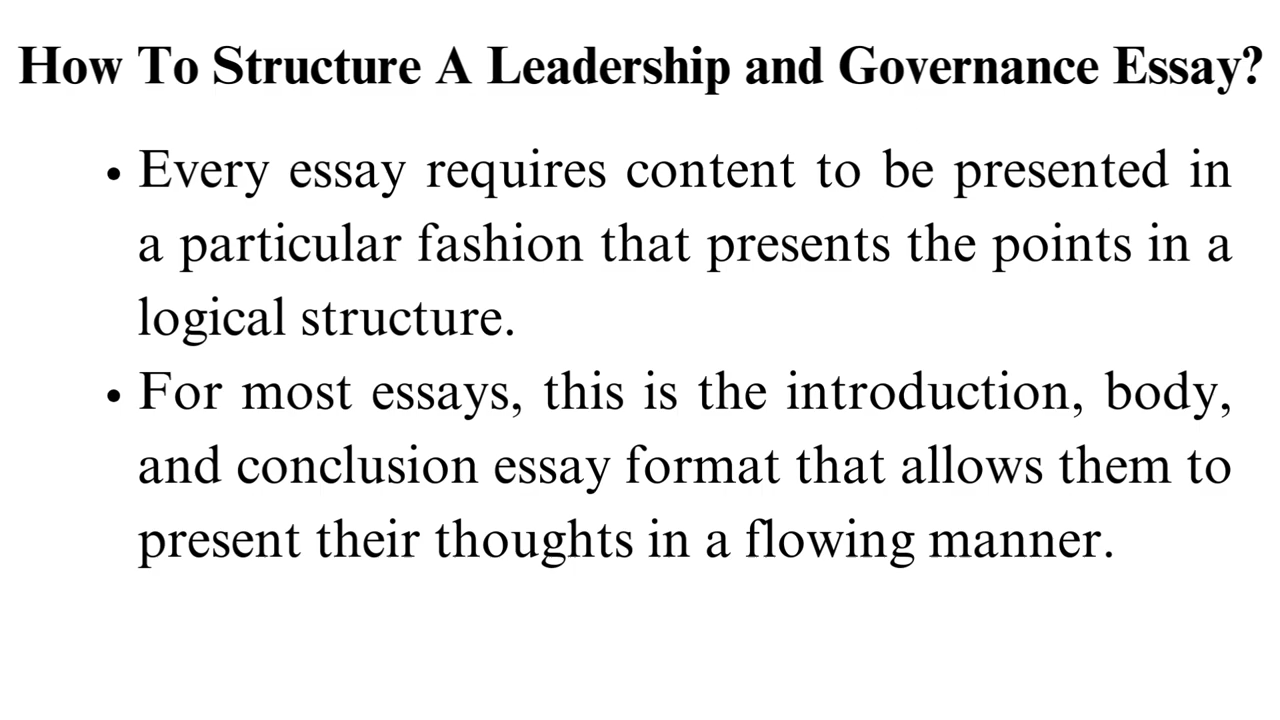 How To Structure A Leadership and Governance Essay?
• Every essay requires content to be presented in
a particular fashion that presents the points in a
logical structure.
• For most essays, this is the introduction, body,
and conclusion essay format that allows them to
present their thoughts in a flowing manner.